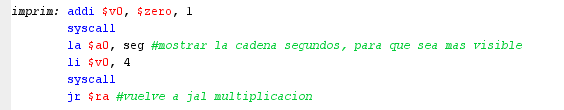 imprim: addi $v0, $zero, 1
syscall
la $a0, seg #mostrar la cadena segundos, para que sea mas visible
li $v0, 4
syscall
jr $ra #vuelve a jal multiplicacion